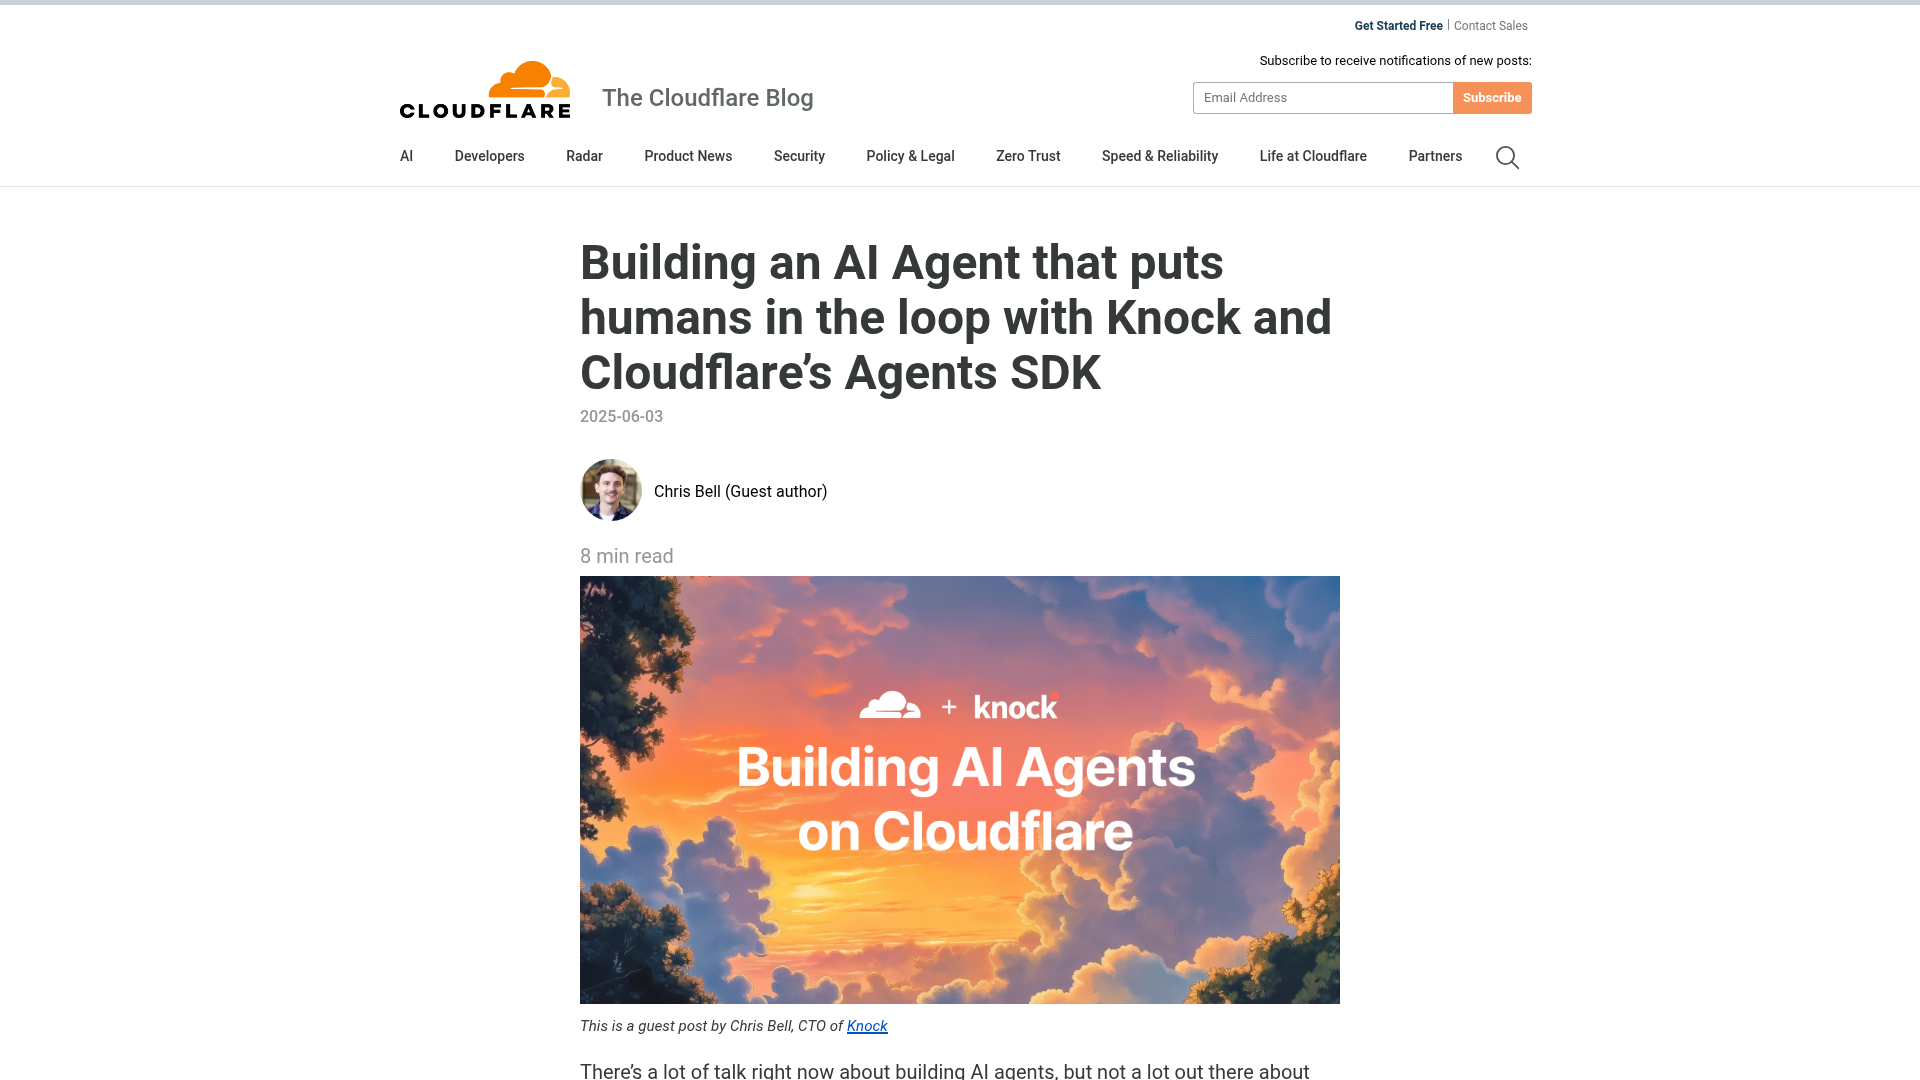 Get Started Free | Contact Sales
Subscribe to receive notifications of new posts:
CLOUDFLARE
The Cloudflare Blog
Email Address
Subscribe
AI Developers Radar Product News Security Policy & Legal Zero Trust Speed & Reliability Life at Cloudflare Partners
Building an AI Agent that puts
humans in the loop with Knock and
Cloudflare’s Agents SDK
2025-06-03
Chris Bell (Guest author)
8 min read
+ knock
Building AI Agents
on Cloudflare
This is a guest post by Chris Bell, CTO of Knock
There’s a lot of talk right now about building AI agents, but not a lot out there about